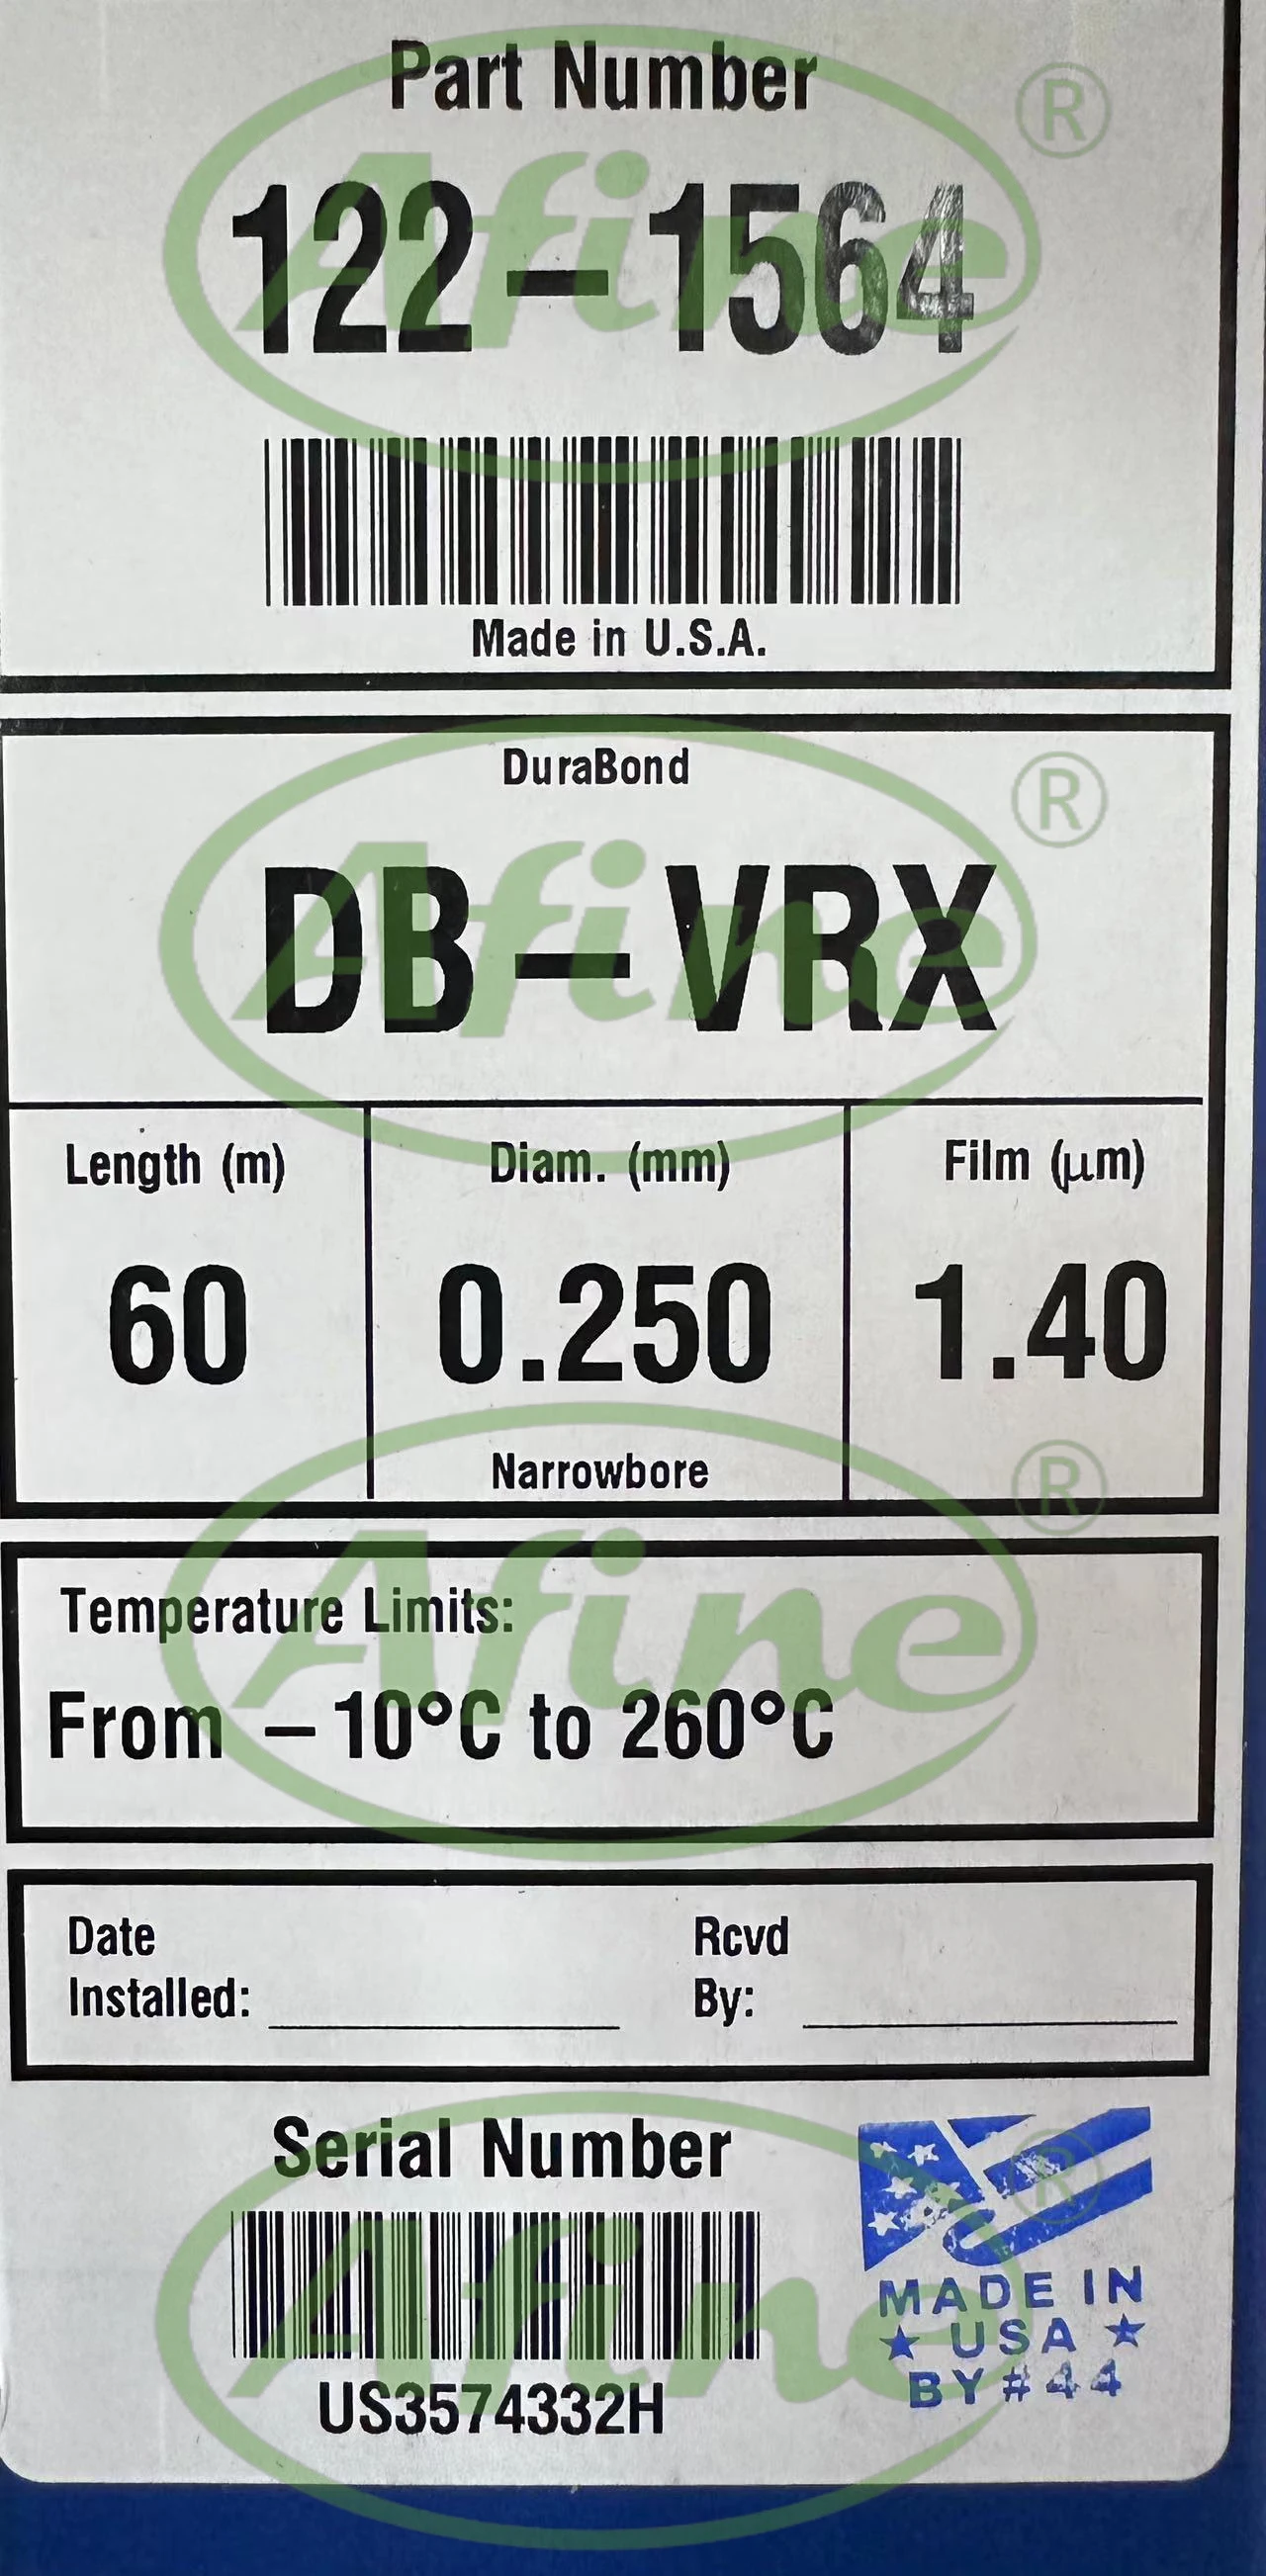 Part Number
122-1564
Made in U.S.A.
DuraBond
DB-VRX
Length (m)
Diam. (mm)
Film (μm)
60
0.250
1.40
Narrowbore
Temperature Limits:
From -10°C to 260°C
Date
Installed:
Rcvd
By:
Serial Number
US3574332H
MADE IN
★ USA ★
BY #44
Afine ®
Afine ®
Afine ®
Afine ®